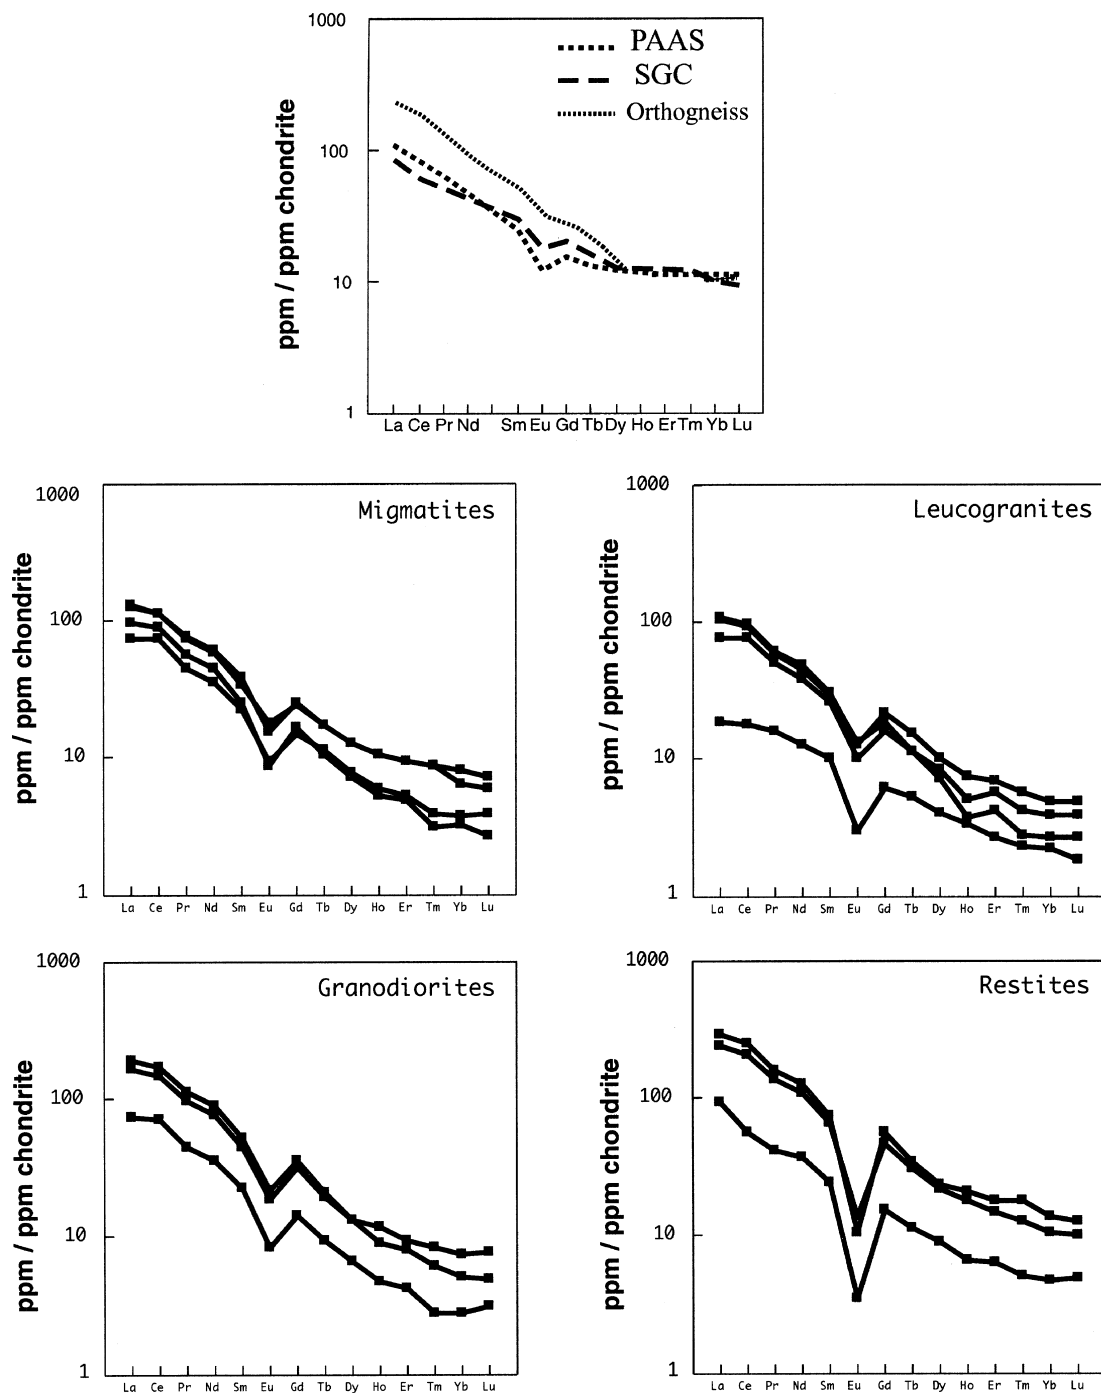 1000
100
10
1
ppm / ppm chondrite
PAAS
SGC
Orthogneiss
La Ce Pr Nd Sm Eu Gd Tb Dy Ho Er Tm Yb Lu
1000
100
10
1
ppm / ppm chondrite
Migmatites
La Ce Pr Nd Sm Eu Gd Tb Dy Ho Er Tm Yb Lu
1000
100
10
1
ppm / ppm chondrite
Leucogranites
La Ce Pr Nd Sm Eu Gd Tb Dy Ho Er Tm Yb Lu
1000
100
10
1
ppm / ppm chondrite
Granodiorites
La Ce Pr Nd Sm Eu Gd Tb Dy Ho Er Tm Yb Lu
1000
100
10
1
ppm / ppm chondrite
Restites
La Ce Pr Nd Sm Eu Gd Tb Dy Ho Er Tm Yb Lu